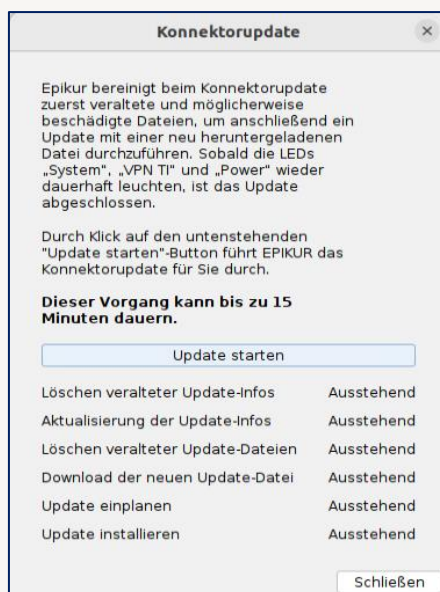 Konnektorupdate
Epikur bereinigt beim Konnektorupdate
zuerst veraltete und möglicherweise
beschädigte Dateien, um anschließend ein
Update mit einer neu heruntergeladenen
Datei durchzuführen. Sobald die LEDs
„System“, „VPN TI“ und „Power“ wieder
dauerhaft leuchten, ist das Update
abgeschlossen.
Durch Klick auf den untenstehenden
"Update starten"-Button führt EPIKUR das
Konnektorupdate für Sie durch.
Dieser Vorgang kann bis zu 15
Minuten dauern.
Update starten
Löschen veralteter Update-Infos Ausstehend
Aktualisierung der Update-Infos Ausstehend
Löschen veralteter Update-Dateien Ausstehend
Download der neuen Update-Datei Ausstehend
Update einplanen Ausstehend
Update installieren Ausstehend
Schließen